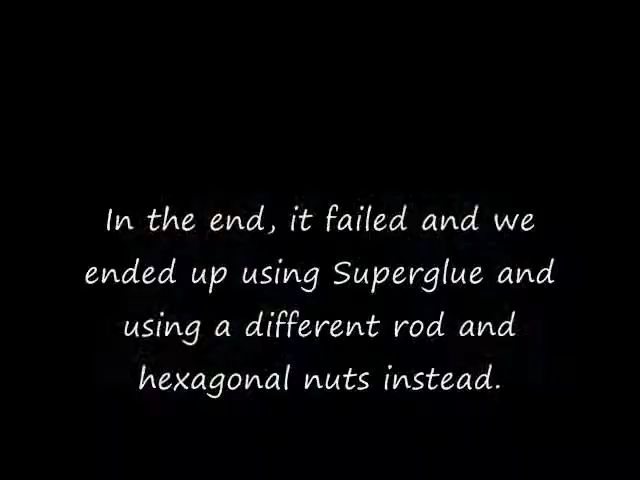 In the end, it failed and we
ended up using Superglue and
using a different rod and
hexagonal nuts instead.